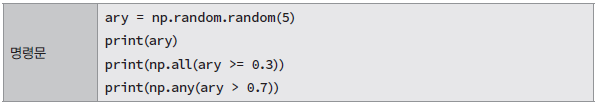 명령문
ary = np.random.random(5)
print(ary)
print(np.all(ary >= 0.3))
print(np.any(ary > 0.7))